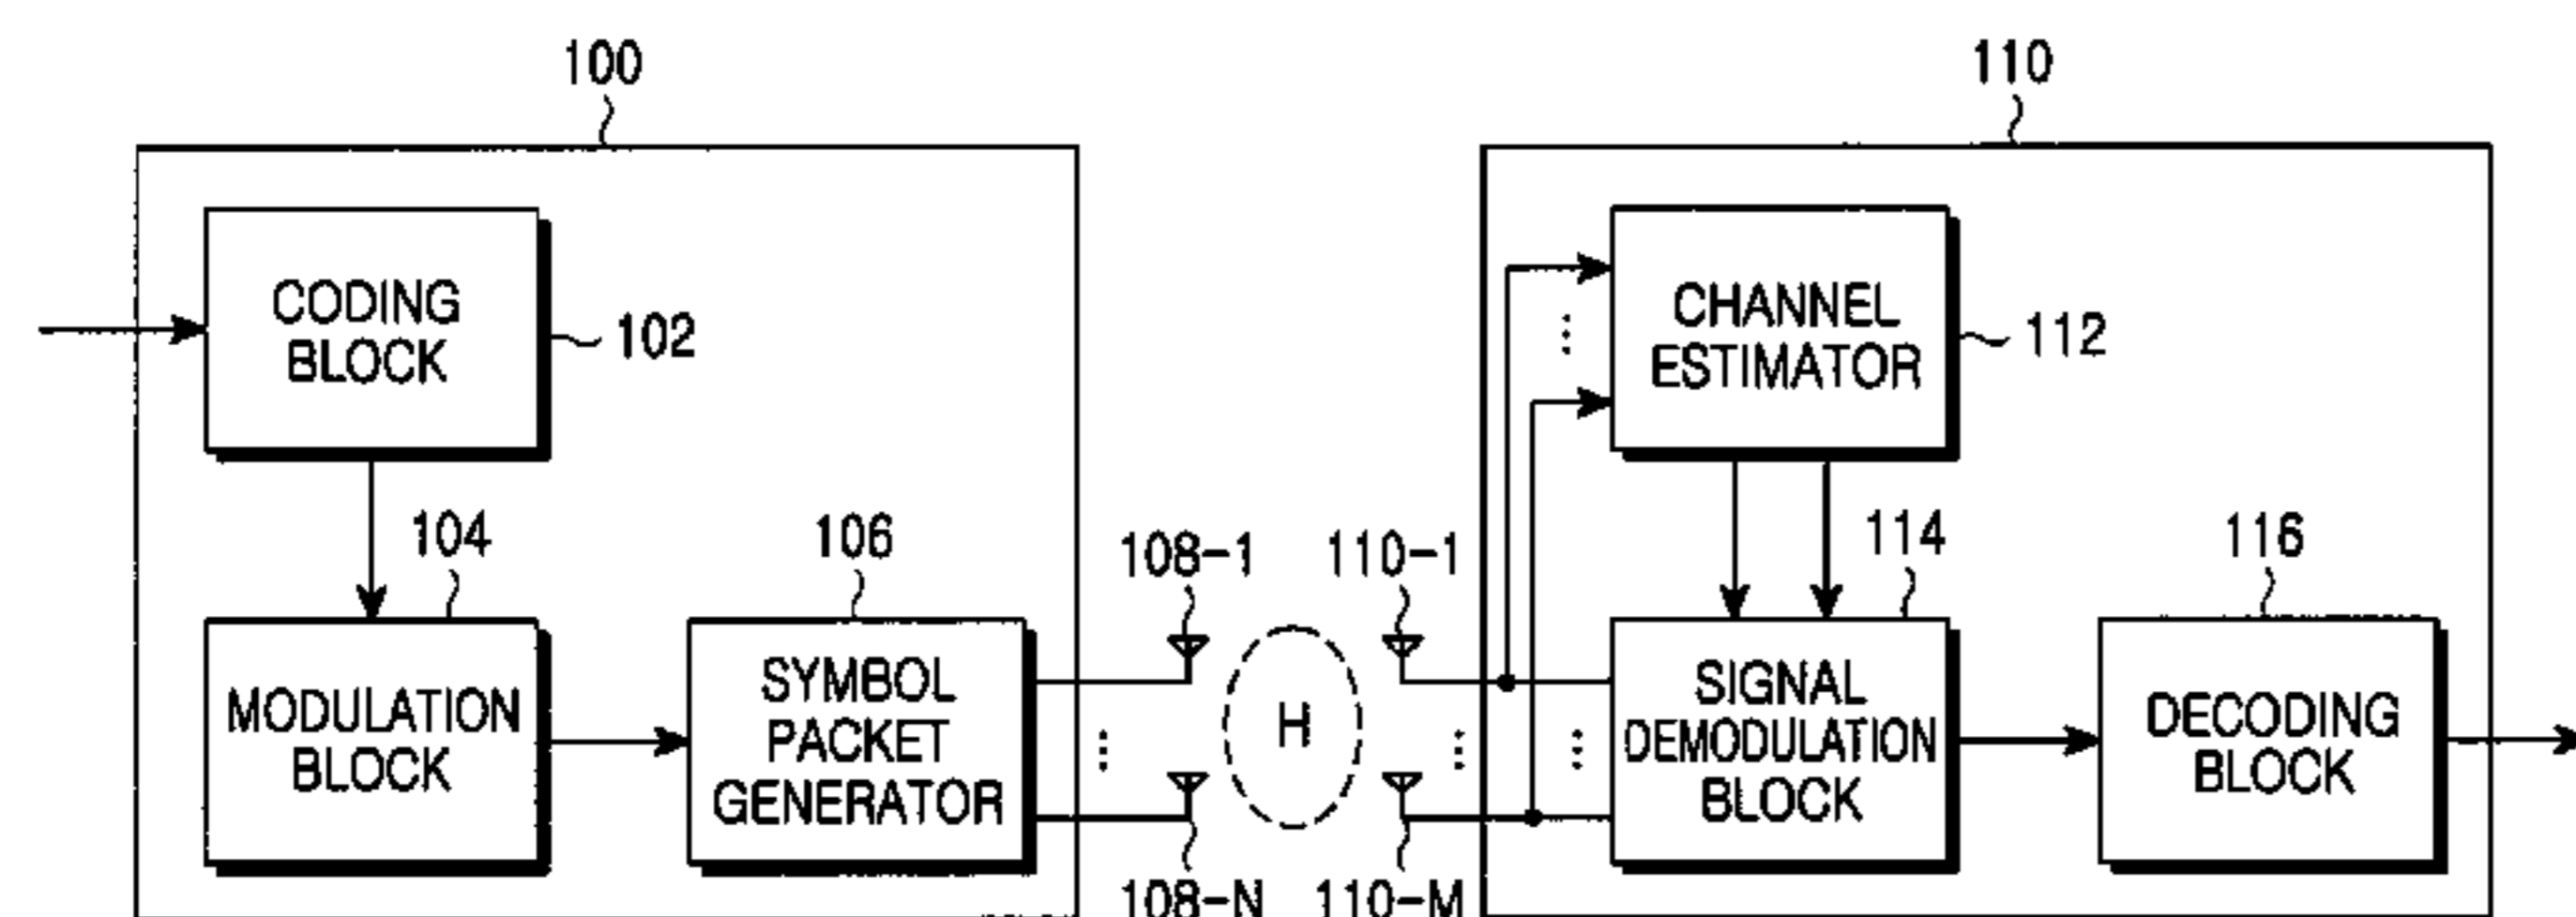 100
110
CODING
BLOCK
102
CHANNEL
ESTIMATOR
112
104
106
108-1
110-1
114
116
MODULATION
BLOCK
SYMBOL
PACKET
GENERATOR
H
SIGNAL
DEMODULATION
BLOCK
DECODING
BLOCK
108-N
110-M